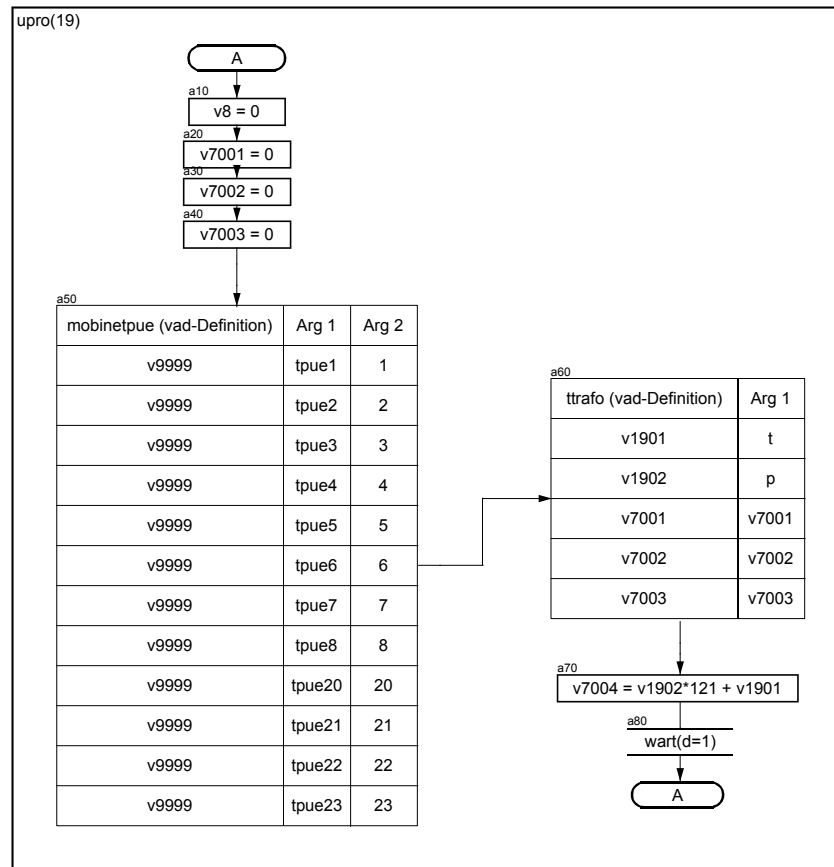 upro(19)
A
a10
v8 = 0
a20
v7001 = 0
a30
v7002 = 0
a40
v7003 = 0
a50
mobinetpue (vad-Definition) Arg 1 Arg 2
v9999 tpue1 1
v9999 tpue2 2
v9999 tpue3 3
v9999 tpue4 4
v9999 tpue5 5
v9999 tpue6 6
v9999 tpue7 7
v9999 tpue8 8
v9999 tpue20 20
v9999 tpue21 21
v9999 tpue22 22
v9999 tpue23 23
a60
ttrafo (vad-Definition) Arg 1
v1901 t
v1902 p
v7001 v7001
v7002 v7002
v7003 v7003
a70
v7004 = v1902*121 + v1901
a80
wart(d=1)
A